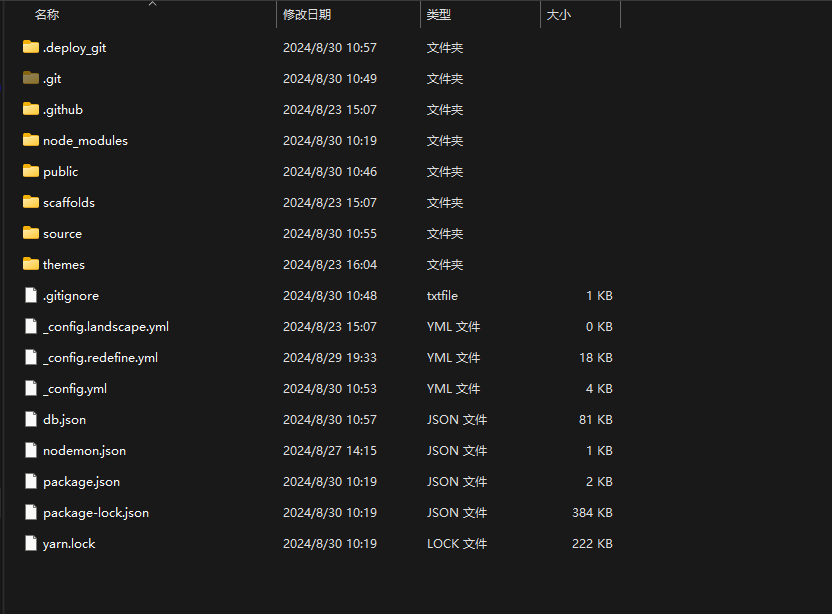 名称 修改日期 类型 大小
.deploy_git 2024/8/30 10:57 文件夹
.git 2024/8/30 10:49 文件夹
.github 2024/8/23 15:07 文件夹
node_modules 2024/8/30 10:19 文件夹
public 2024/8/30 10:46 文件夹
scaffolds 2024/8/23 15:07 文件夹
source 2024/8/30 10:55 文件夹
themes 2024/8/23 16:04 文件夹
.gitignore 2024/8/30 10:48 txtfile 1 KB
_config.landscape.yml 2024/8/23 15:07 YML 文件 0 KB
_config.redefine.yml 2024/8/29 19:33 YML 文件 18 KB
_config.yml 2024/8/30 10:53 YML 文件 4 KB
db.json 2024/8/30 10:57 JSON 文件 81 KB
nodemon.json 2024/8/27 14:15 JSON 文件 1 KB
package.json 2024/8/30 10:19 JSON 文件 2 KB
package-lock.json 2024/8/30 10:19 JSON 文件 384 KB
yarn.lock 2024/8/30 10:19 LOCK 文件 222 KB